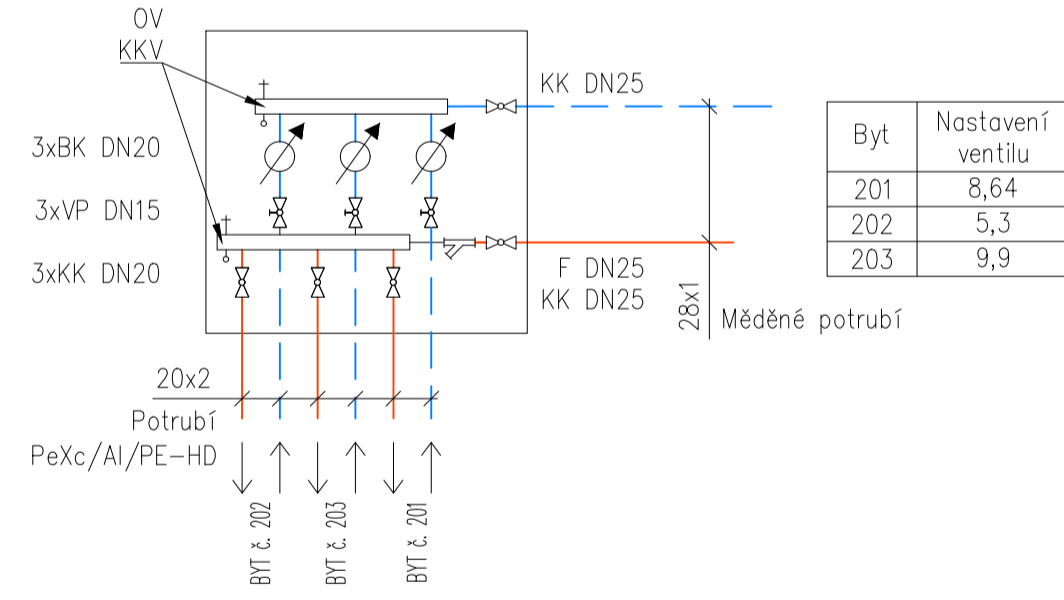 OV
KKV
KK DN25
3xBK DN20
3xVP DN15
3xKK DN20
F DN25
KK DN25
28x1
Měděné potrubí
20x2
Potrubí
PeXc/Al/PE-HD
BYT č. 202
BYT č. 203
BYT č. 201
Byt
Nastavení
ventilu
201 8,64
202 5,3
203 9,9